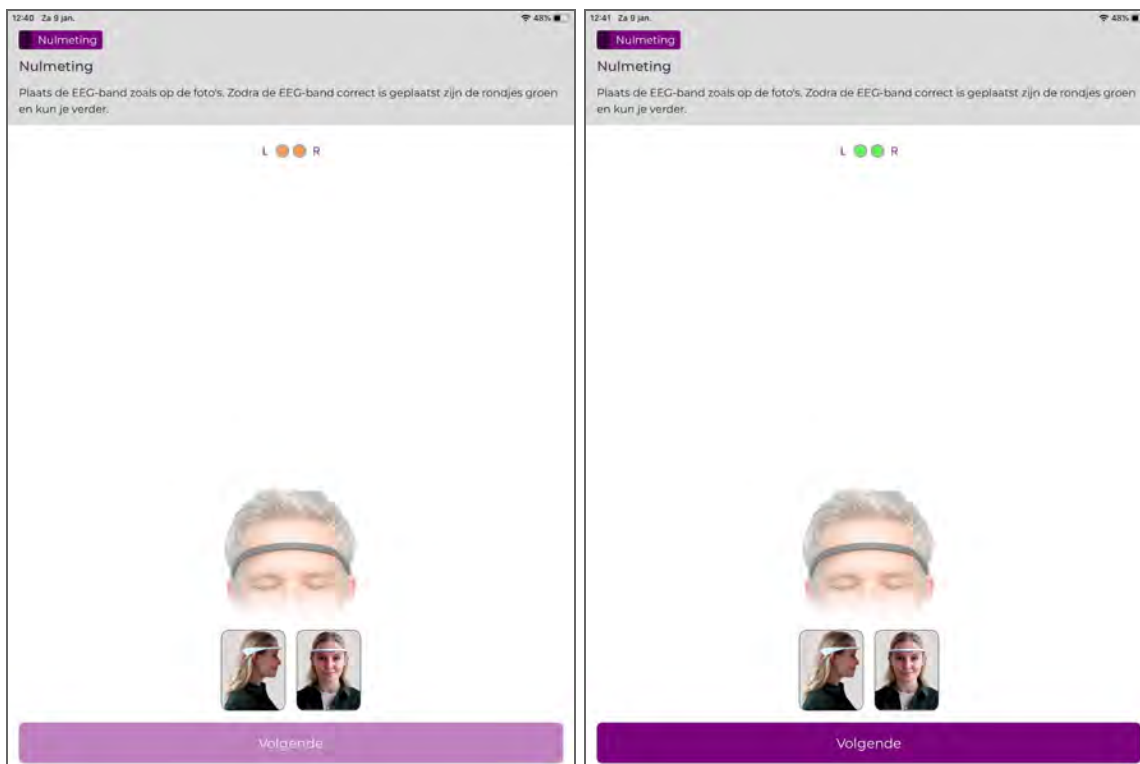 12:40 Za 9 jan.
48%
Nulmeting
Nulmeting
Plaats de EEG-band zoals op de foto's. Zodra de EEG-band correct is geplaatst zijn de rondjes groen
en kun je verder.
L R
Volgende
12:41 Za 9 jan.
48%
Nulmeting
Nulmeting
Plaats de EEG-band zoals op de foto's. Zodra de EEG-band correct is geplaatst zijn de rondjes groen
en kun je verder.
L R
Volgende